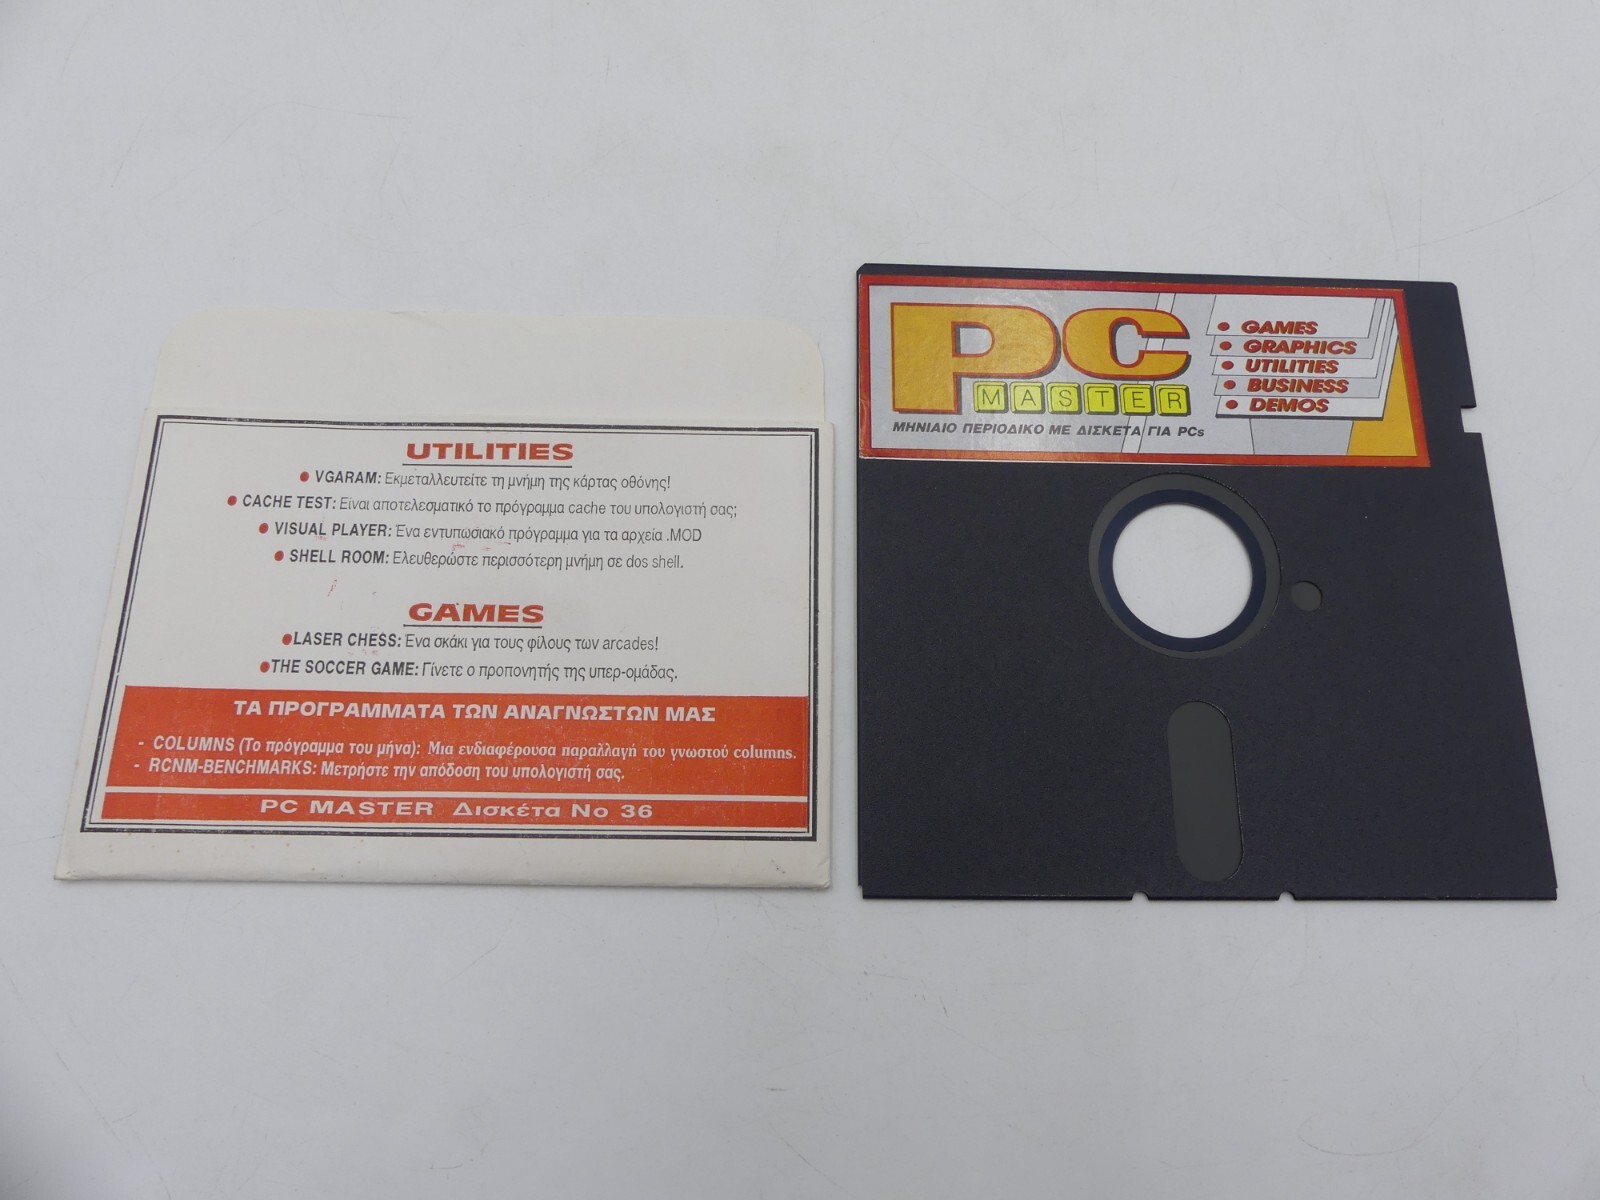 UTILITIES
● VGARAM: Εκμεταλλευτείτε τη μνήμη της κάρτας οθόνης!
● CACHE TEST: Είναι αποτελεσματικό το πρόγραμμα cache του υπολογιστή σας;
● VISUAL PLAYER: Ένα εντυπωσιακό πρόγραμμα για τα αρχεία .MOD
● SHELL ROOM: Ελευθερώστε περισσότερη μνήμη σε dos shell.
GAMES
●LASER CHESS: Ένα σκάκι για τους φίλους των arcades!
●THE SOCCER GAME: Γίνετε ο προπονητής της υπερ-ομάδας.
ΤΑ ΠΡΟΓΡΑΜΜΑΤΑ ΤΩΝ ΑΝΑΓΝΩΣΤΩΝ ΜΑΣ
- COLUMNS (Το πρόγραμμα του μήνα): Μια ενδιαφέρουσα παραλλαγή του γνωστού columns.
- RCNM-BENCHMARKS: Μετρήστε την απόδοση του υπολογιστή σας.
PC MASTER Δισκέτα Νο 36
PC
MASTER
ΜΗΝΙΑΙΟ ΠΕΡΙΟΔΙΚΟ ΜΕ ΔΙΣΚΕΤΑ ΓΙΑ PCs
● GAMES
● GRAPHICS
● UTILITIES
● BUSINESS
● DEMOS